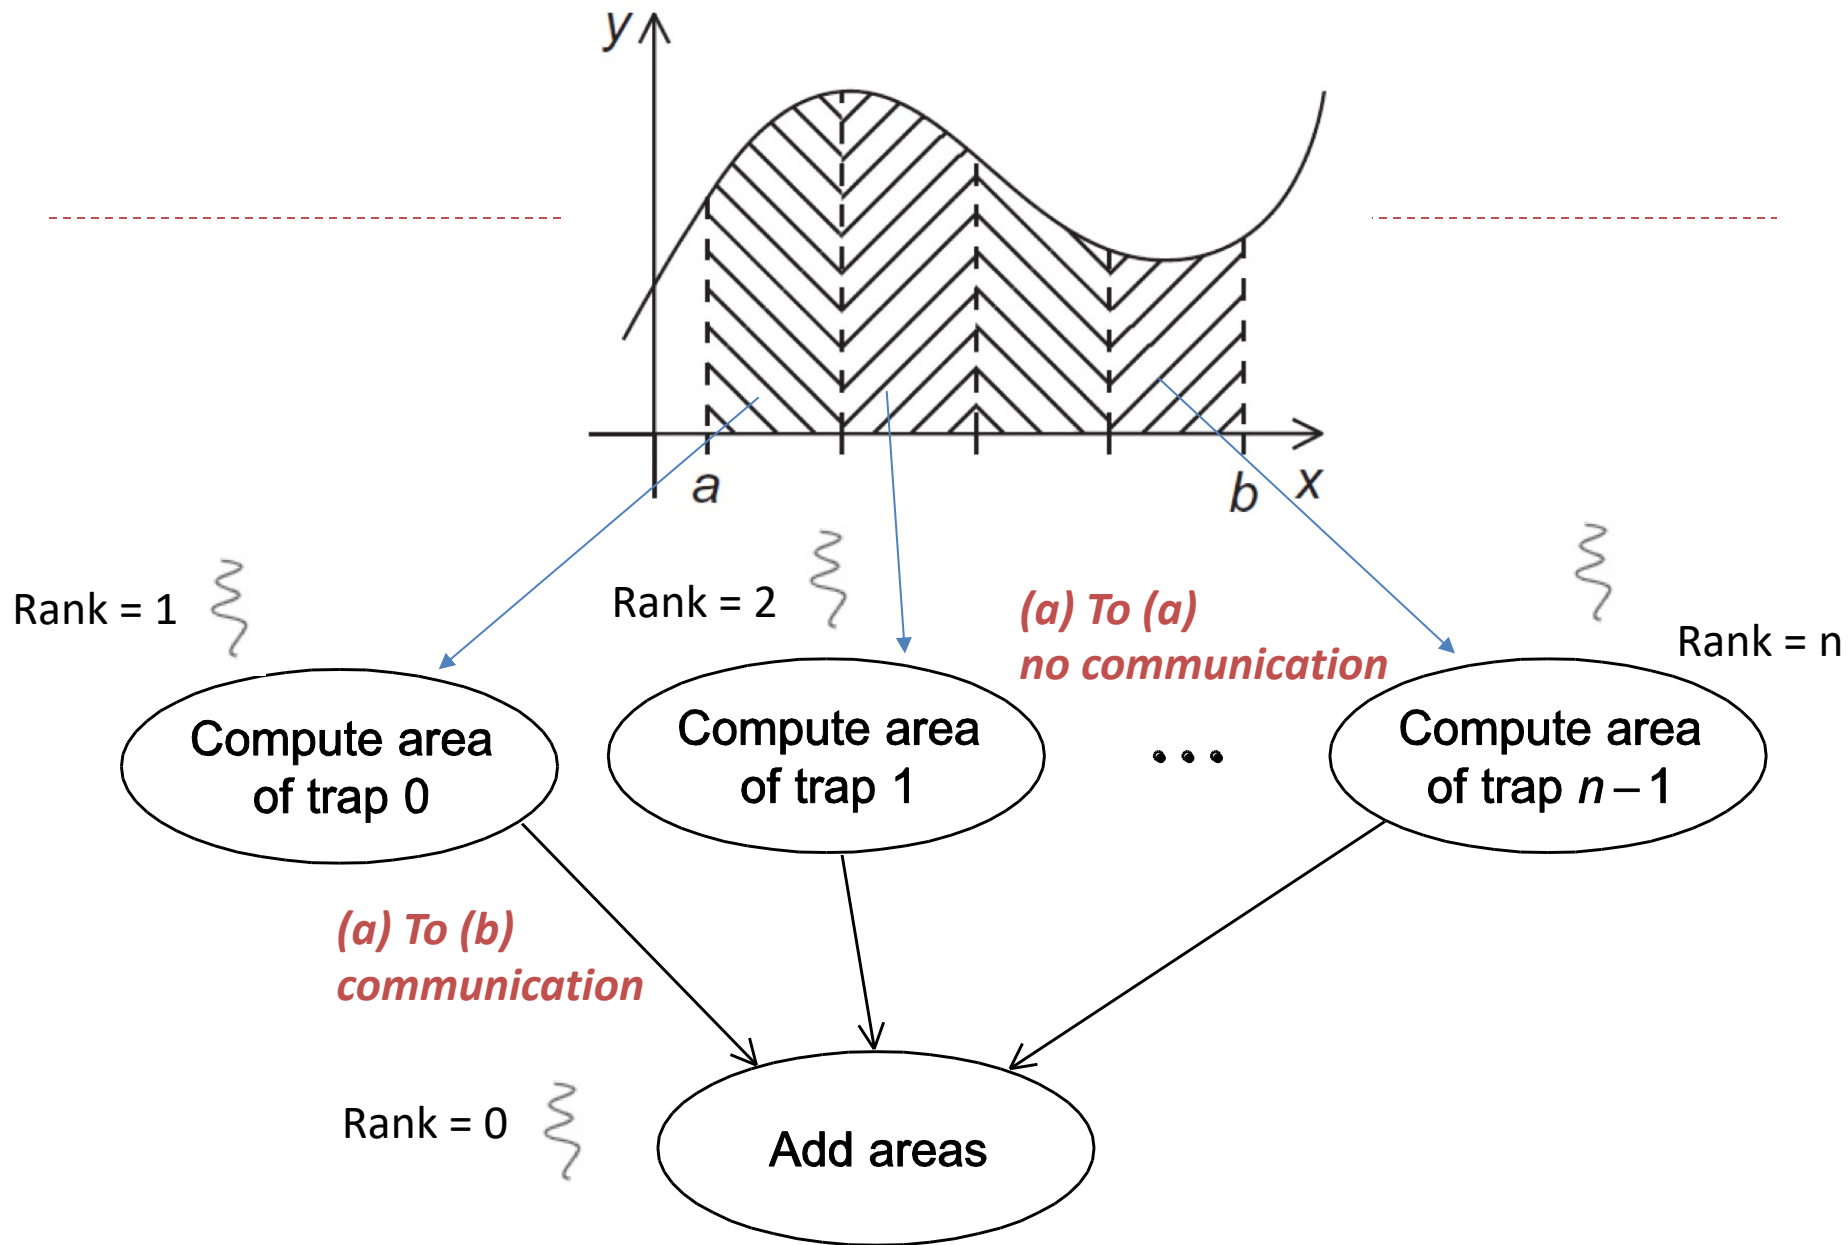 y
a
b
x
Rank = 1
Rank = 2
(a) To (a)
no communication
Rank = n
Compute area
of trap 0
Compute area
of trap 1
...
Compute area
of trap n – 1
(a) To (b)
communication
Rank = 0
Add areas